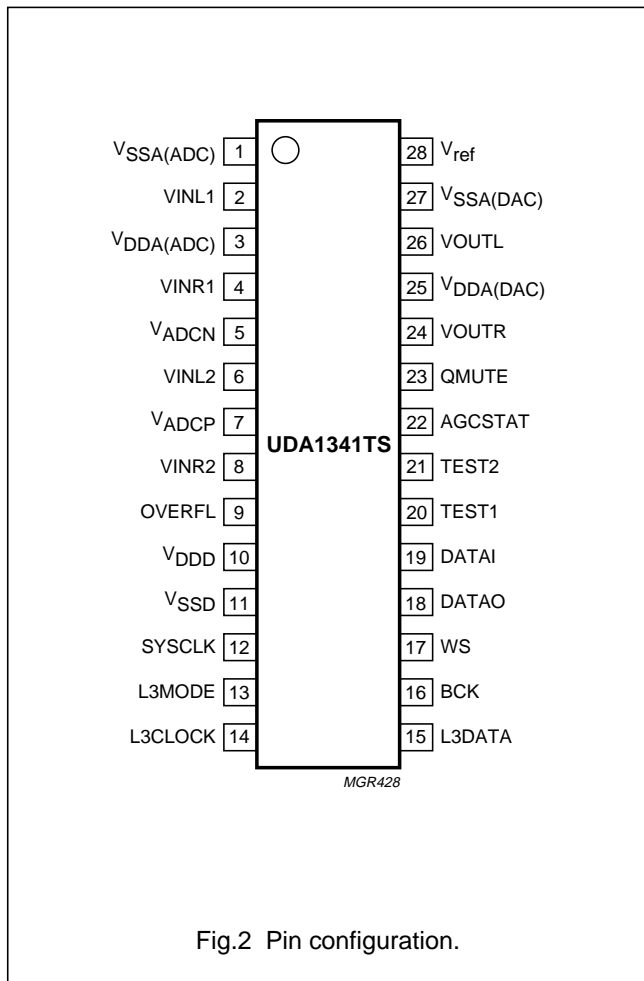 VSSA(ADC) 1
VINL1 2
VDDA(ADC) 3
VINR1 4
VADCN 5
VINL2 6
VADCP 7
VINR2 8
OVERFL 9
VDDD 10
VSSD 11
SYSCLK 12
L3MODE 13
L3CLOCK 14
UDA1341TS
28 Vref
27 VSSA(DAC)
26 VOUTL
25 VDDA(DAC)
24 VOUTR
23 QMUTE
22 AGCSTAT
21 TEST2
20 TEST1
19 DATAI
18 DATAO
17 WS
16 BCK
15 L3DATA
MGR428
Fig.2 Pin configuration.